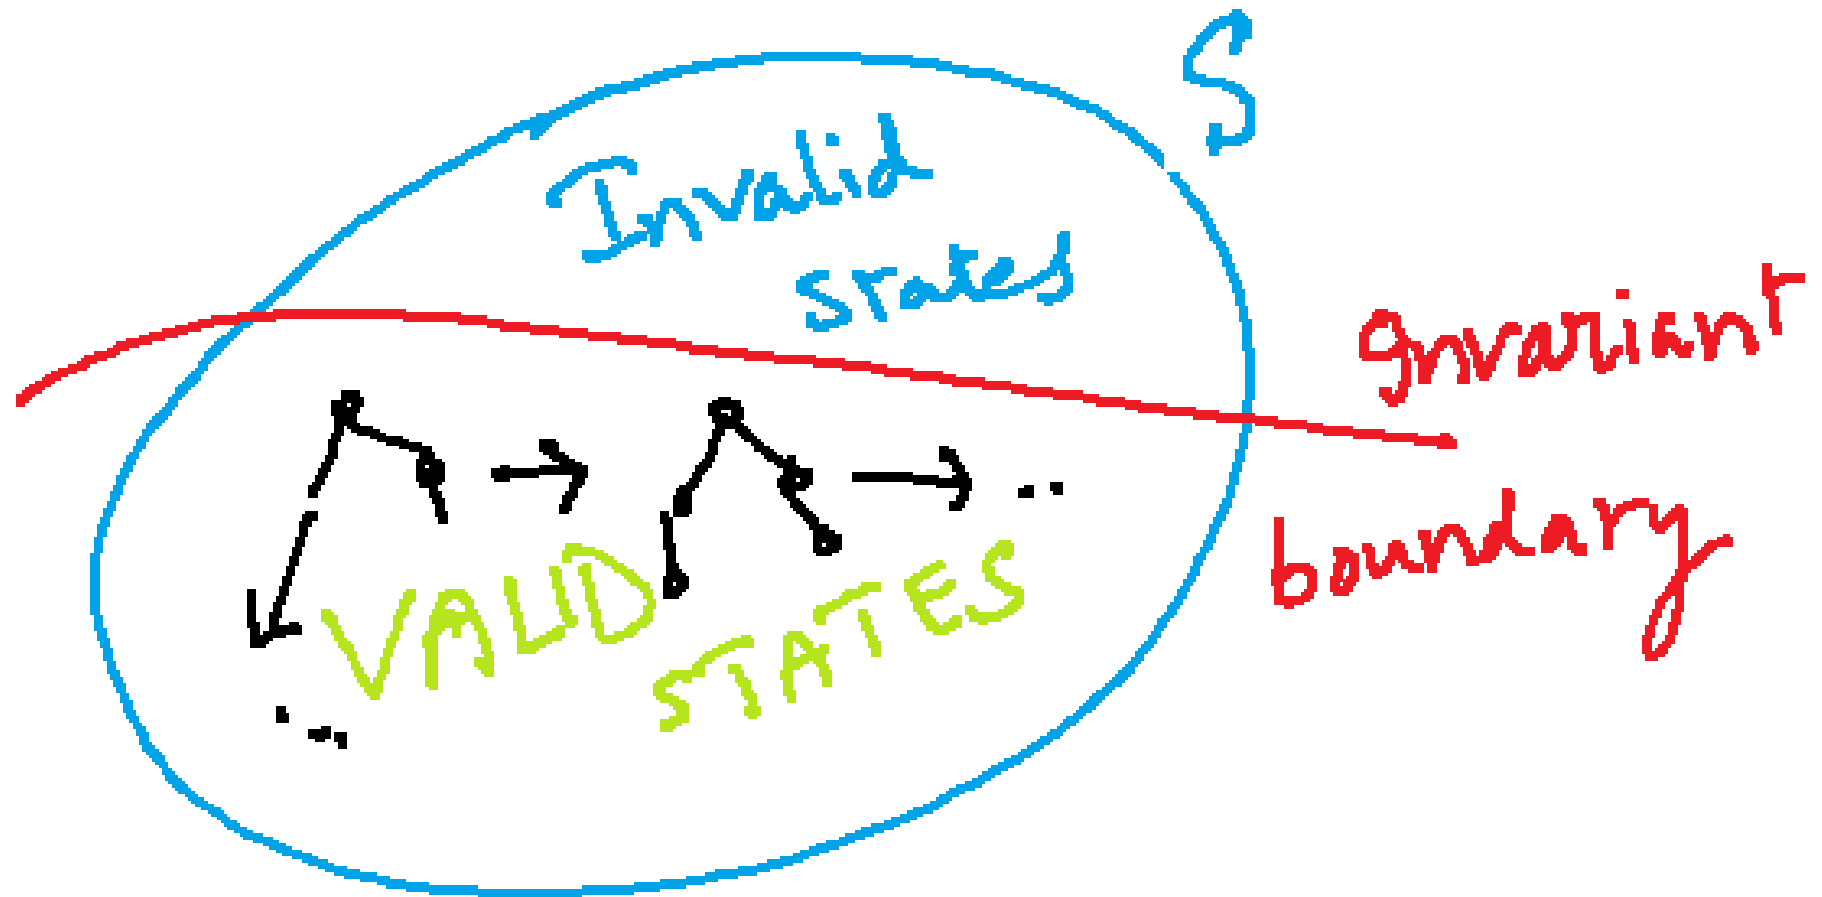 S
Invalid
states
Invariant
boundary
..
VALID
STATES
...